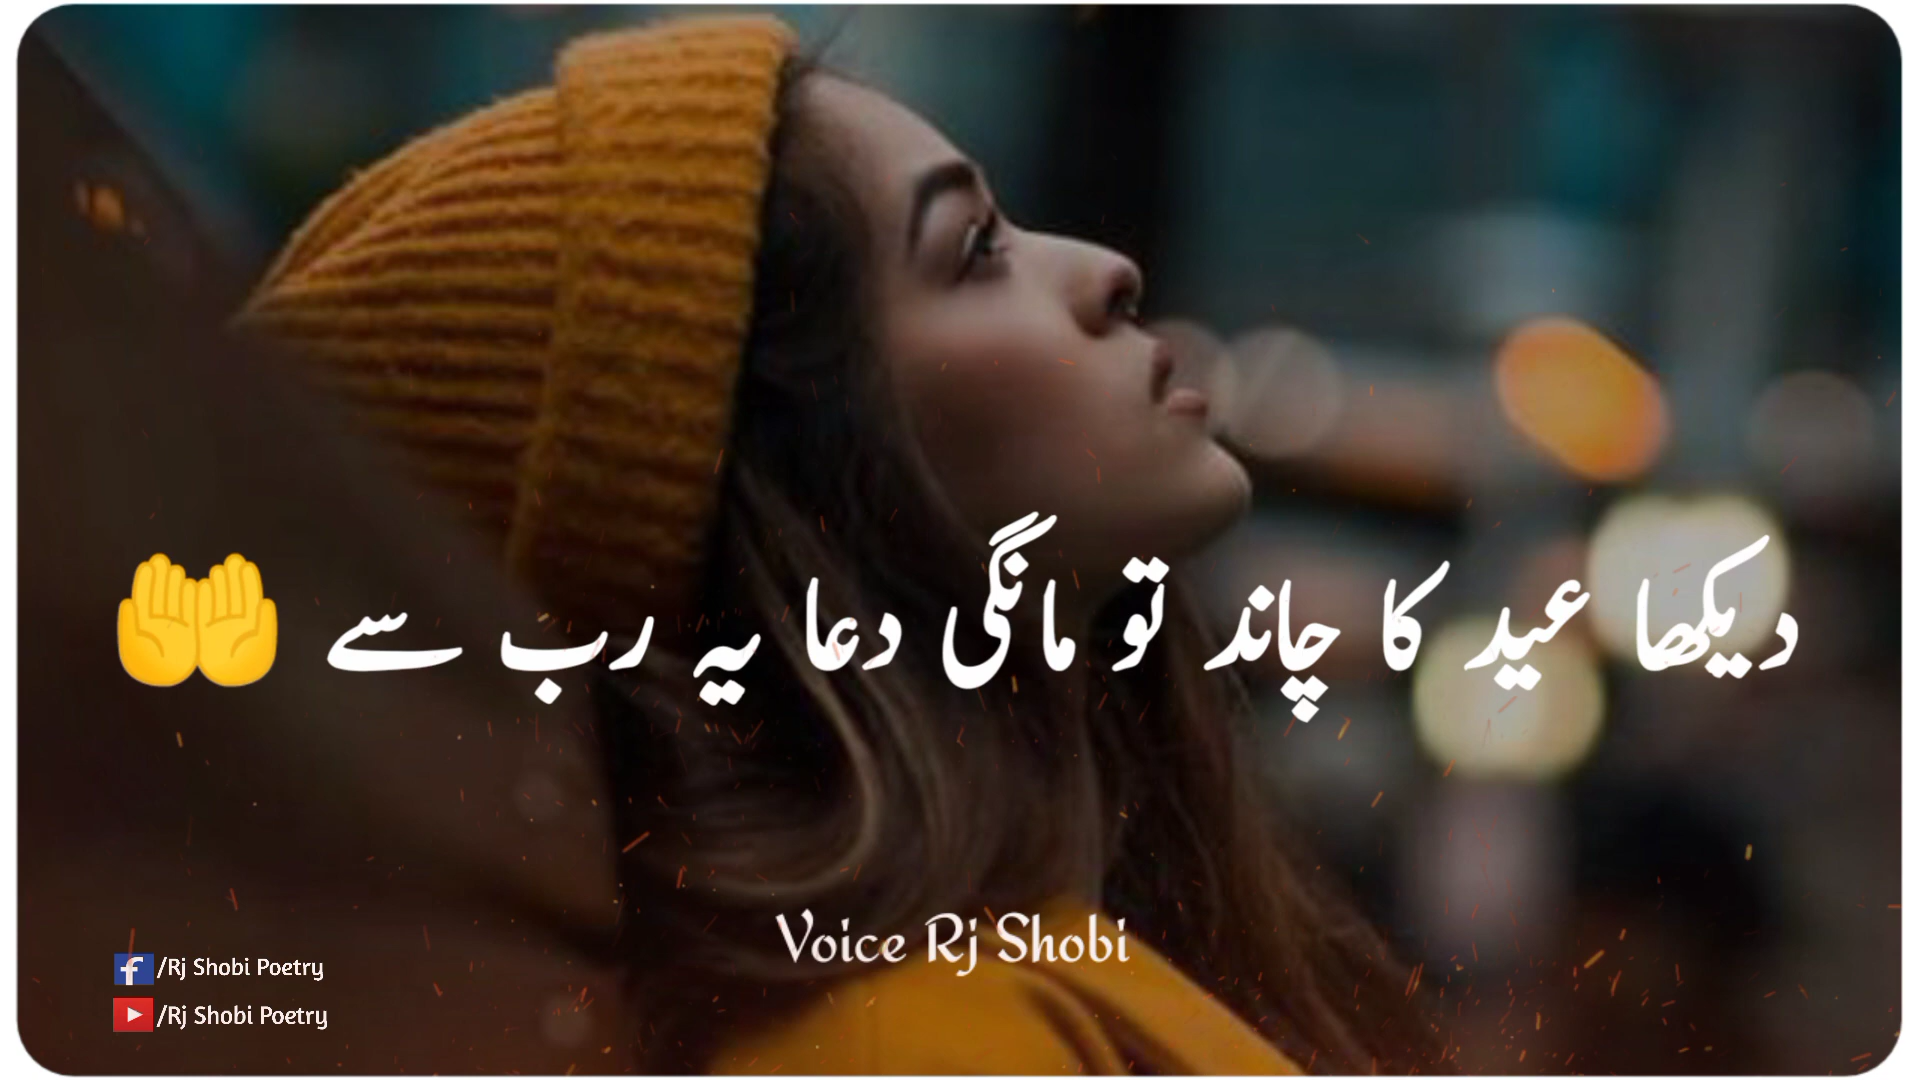 دیکھا عید کا چاند تو مانگی دعا یہ رب سے 🤲
Voice Rj Shobi
/Rj Shobi Poetry
/Rj Shobi Poetry